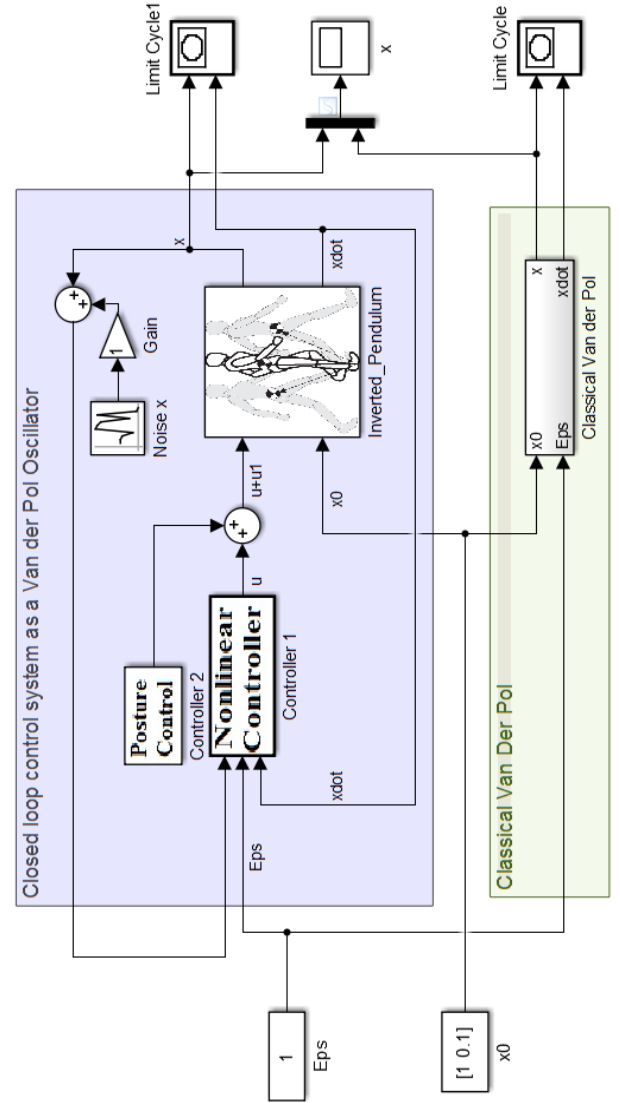 Closed loop control system as a Van der Pol Oscillator
Limit Cycle1
x
Noise x
1
Gain
Posture
Control
Controller 2
Nonlinear
Controller
Controller 1
u
u+u1
Inverted_Pendulum
x0
xdot
xdot
Eps
x
1
Eps
[1 0.1]
x0
Classical Van Der Pol
x0
Eps
x
xdot
Classical Van der Pol
Limit Cycle